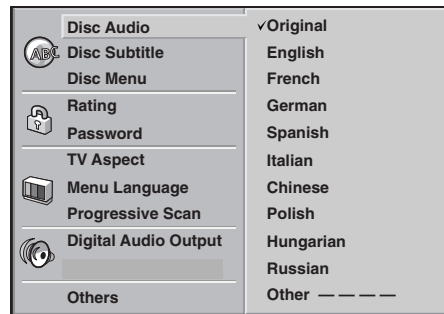 Disc Audio
Disc Subtitle
Disc Menu
Rating
Password
TV Aspect
Menu Language
Progressive Scan
Digital Audio Output
Others
✓Original
English
French
German
Spanish
Italian
Chinese
Polish
Hungarian
Russian
Other — — — —
ABC